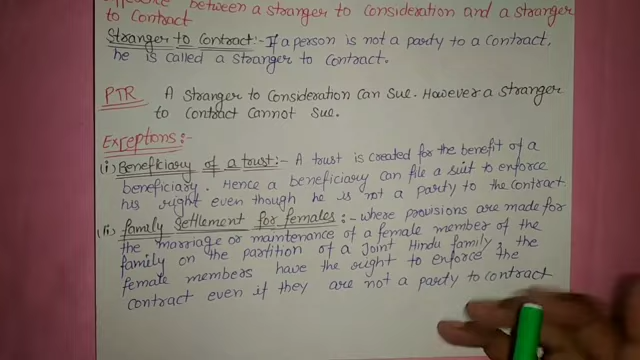 between a stranger to Consideration and a stranger
to Contract
Stranger to Contract:- If a person is not a party to a contract,
he is called a Stranger to Contract.
PTR A Stranger to Consideration Can Sue. However a stranger
to Contract Cannot Sue.
Exceptions:-
(i) Beneficiary of a trust:- A trust is created for the benefit of a
beneficiary. Hence a beneficiary can file a suit to enforce
his right even though he is not a party to the contract.
(ii) Family Settlement for females:- Where provisions are made for
the marriage or maintenance of a female member of the
family on the partition of a Joint Hindu family, the
female members have the right to enforce the
contract even if they are not a party to contract